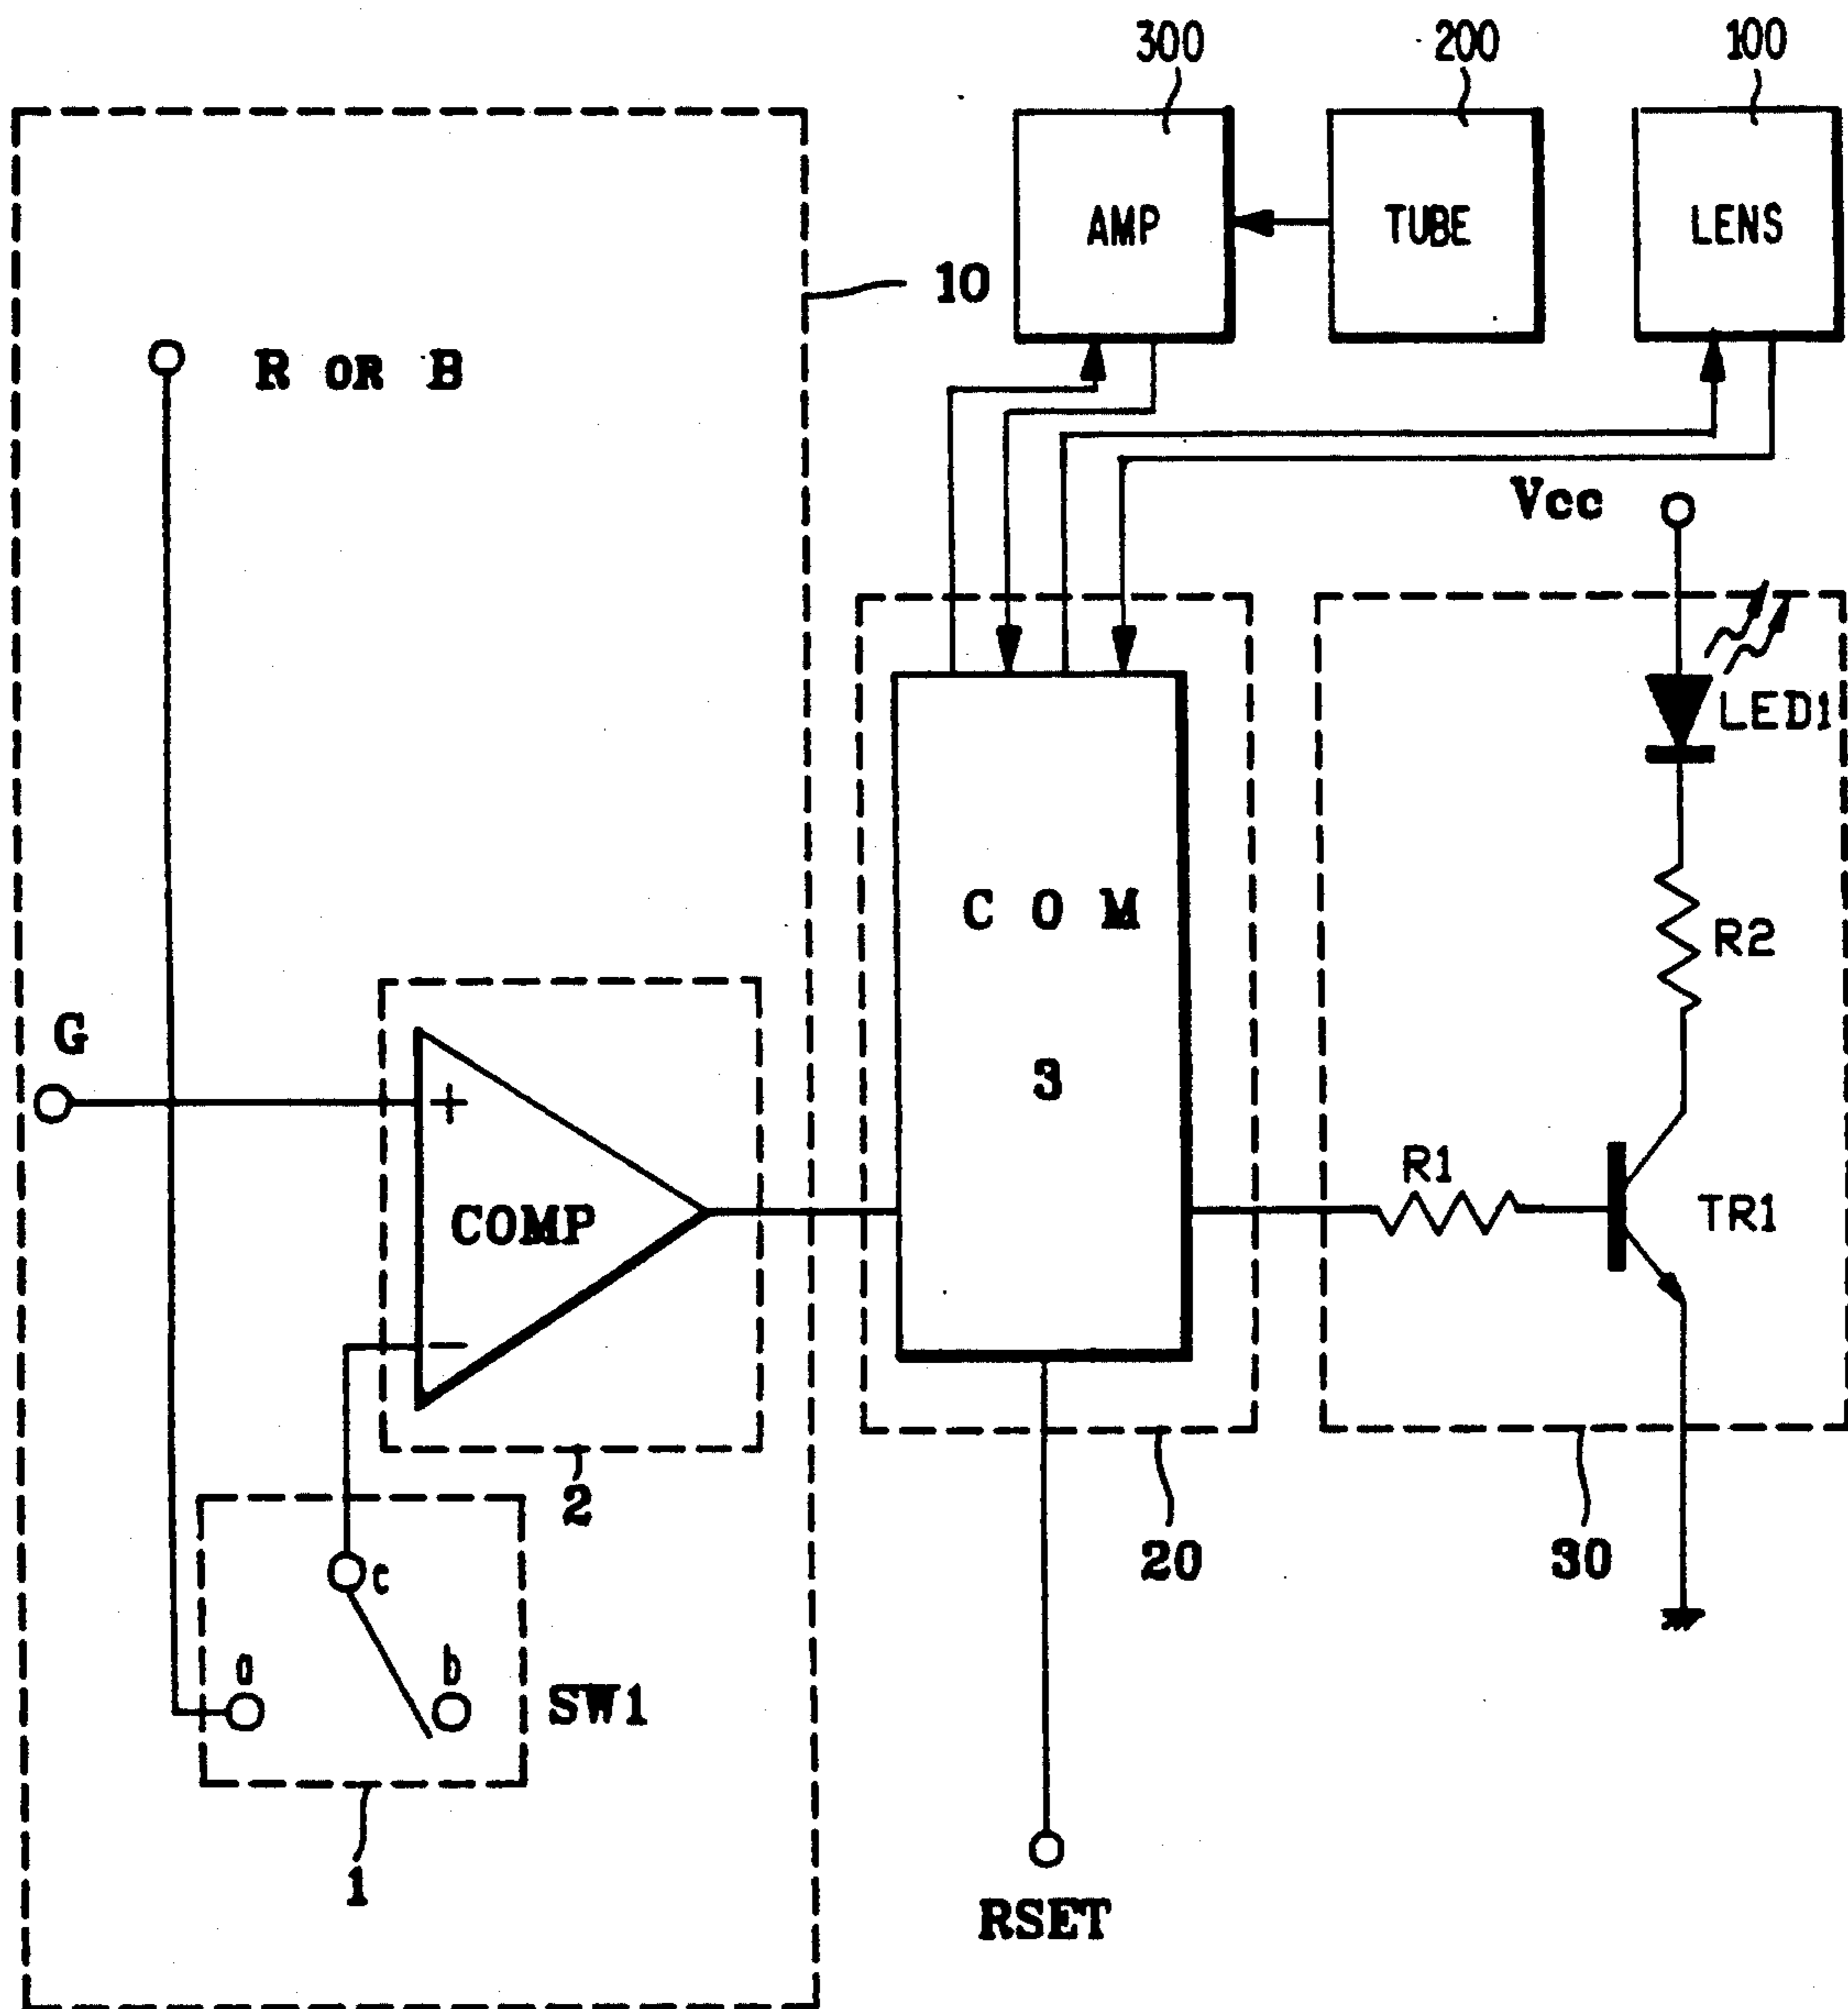 300
200
100
AMP
TUBE
LENS
10
R OR B
Vcc
LED1
C O M
R2
G
3
+
R1
COMP
TR1
−
2
c
20
30
a
b
SW1
1
RSET